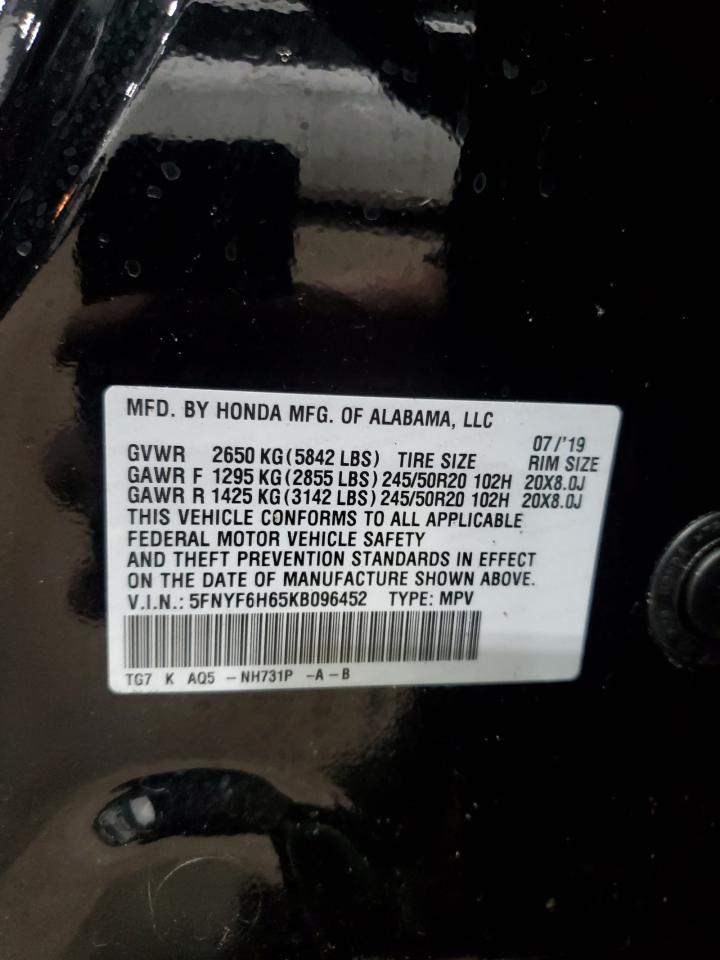 MFD. BY HONDA MFG. OF ALABAMA, LLC
07/'19
GVWR 2650 KG (5842 LBS) TIRE SIZE RIM SIZE
GAWR F 1295 KG (2855 LBS) 245/50R20 102H 20X8.0J
GAWR R 1425 KG (3142 LBS) 245/50R20 102H 20X8.0J
THIS VEHICLE CONFORMS TO ALL APPLICABLE
FEDERAL MOTOR VEHICLE SAFETY
AND THEFT PREVENTION STANDARDS IN EFFECT
ON THE DATE OF MANUFACTURE SHOWN ABOVE.
V.I.N.: 5FNYF6H65KB096452 TYPE: MPV
TG7 K AQ5 -NH731P -A-B